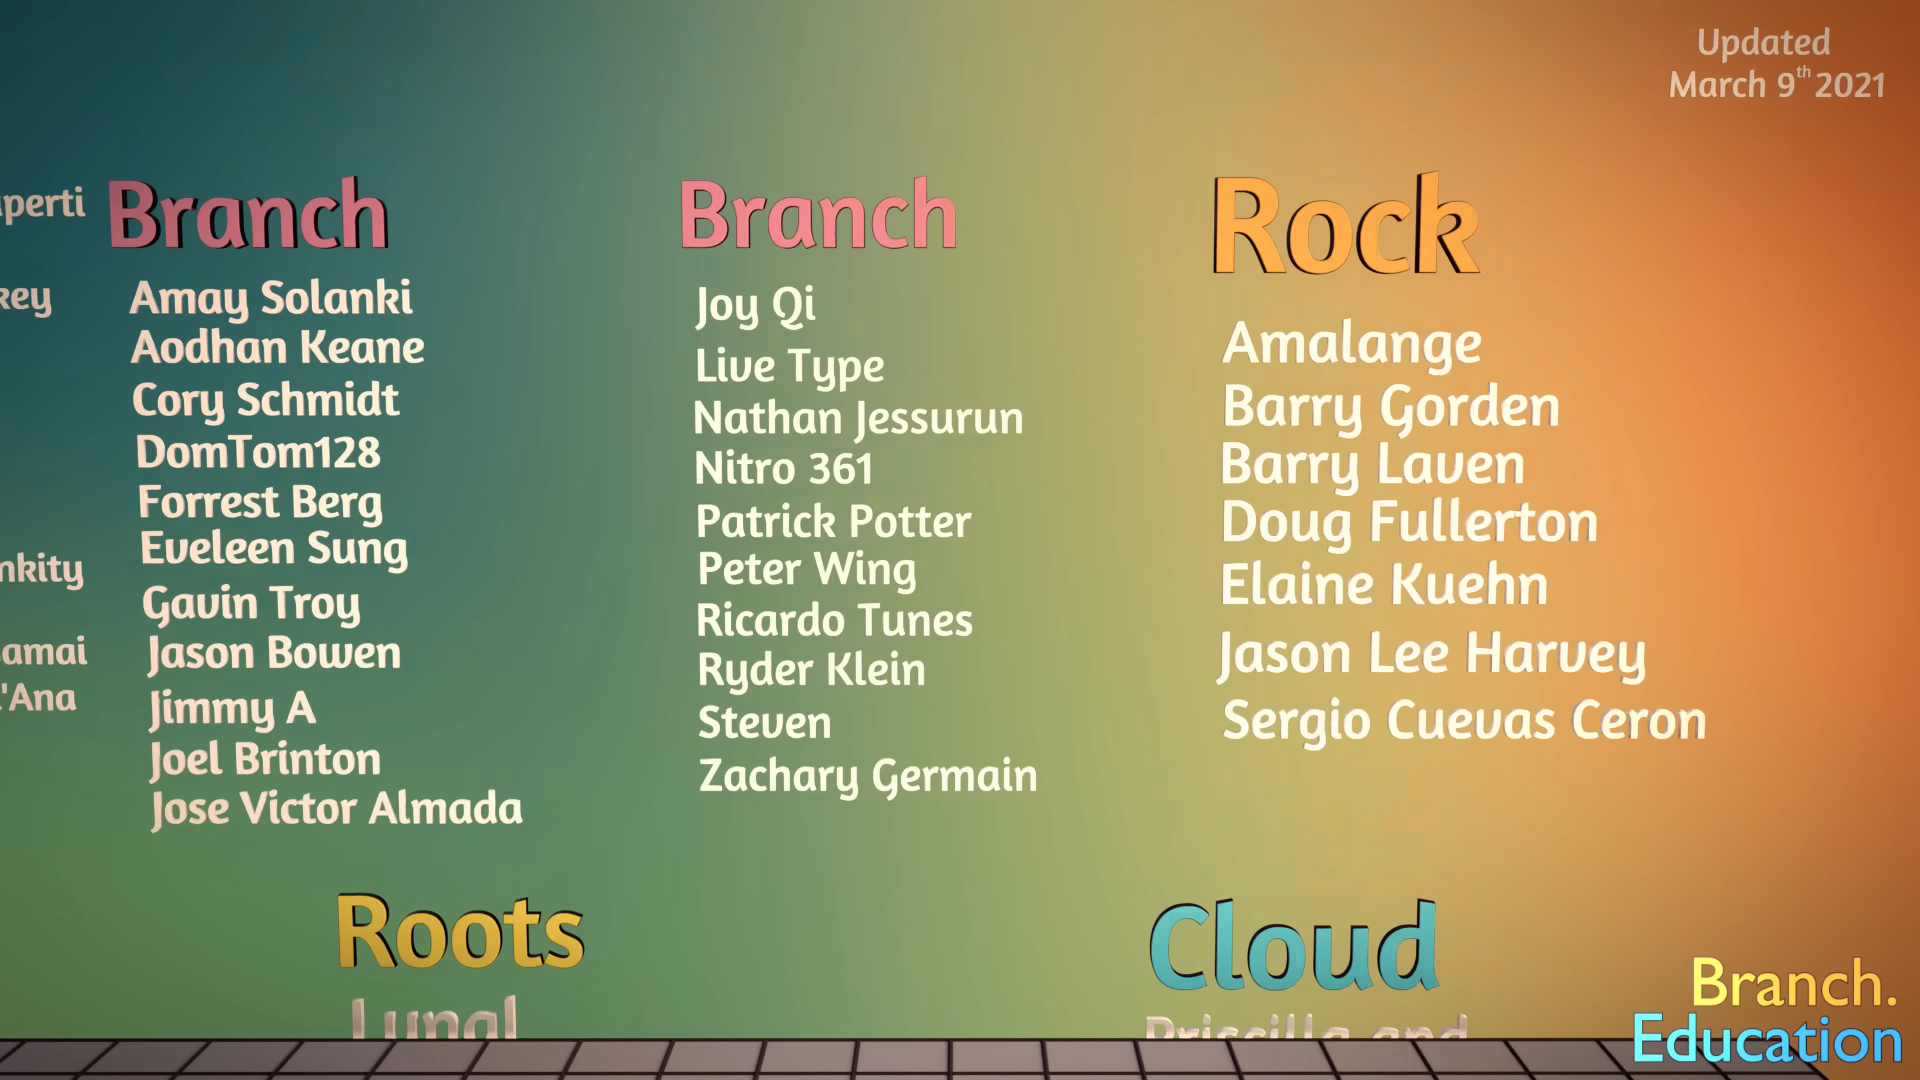 Updated
March 9th 2021
Branch
Amay Solanki
Aodhan Keane
Cory Schmidt
DomTom128
Forrest Berg
Eveleen Sung
Gavin Troy
Jason Bowen
Jimmy A
Joel Brinton
Jose Victor Almada
Branch
Joy Qi
Live Type
Nathan Jessurun
Nitro 361
Patrick Potter
Peter Wing
Ricardo Tunes
Ryder Klein
Steven
Zachary Germain
Rock
Amalange
Barry Gorden
Barry Laven
Doug Fullerton
Elaine Kuehn
Jason Lee Harvey
Sergio Cuevas Ceron
Roots
Cloud
Priscilla and
Branch.
Education